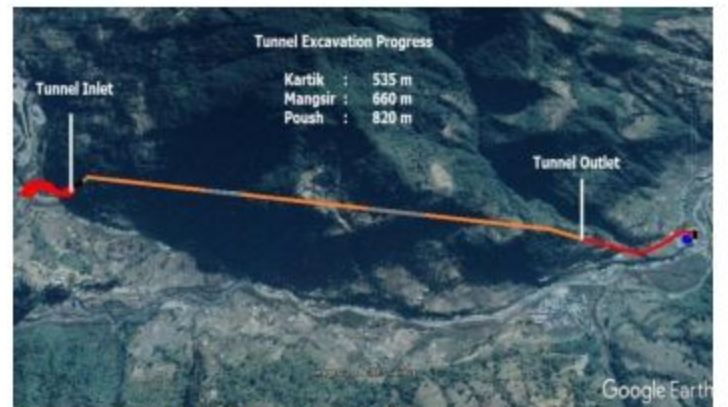 Tunnel Excavation Progress
Kartik : 535 m
Mangsir : 660 m
Poush : 820 m
Tunnel Inlet
Tunnel Outlet
Google Earth